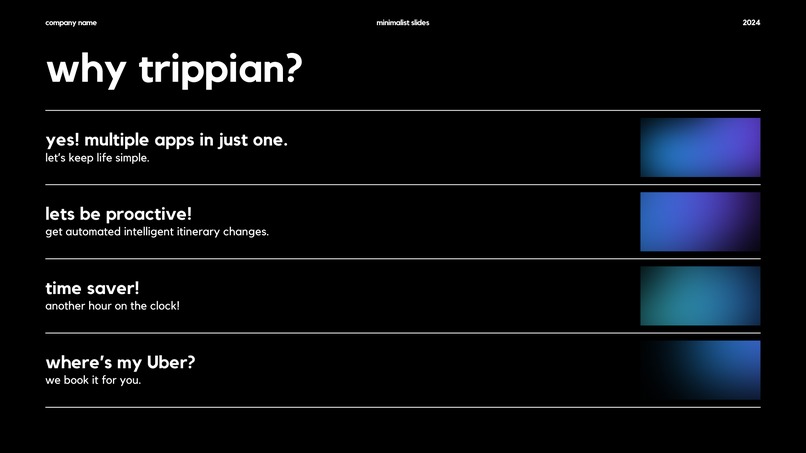 company name
minimalist slides
2024
why trippian?
yes! multiple apps in just one.
let's keep life simple.
lets be proactive!
get automated intelligent itinerary changes.
time saver!
another hour on the clock!
where's my Uber?
we book it for you.